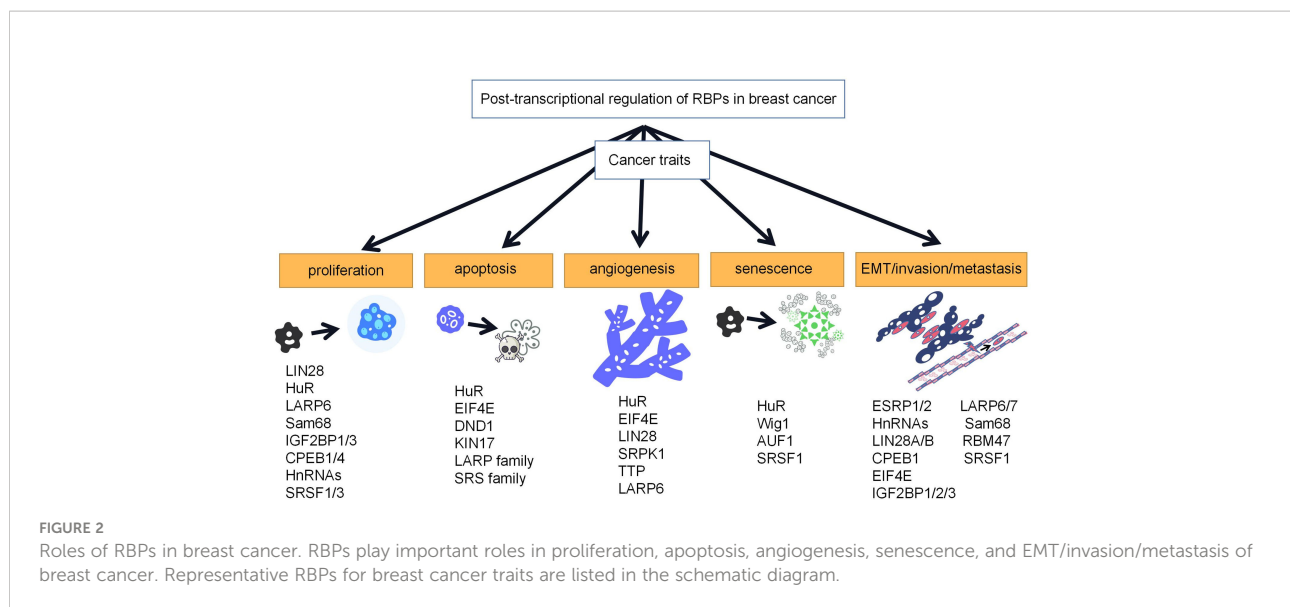 Post-transcriptional regulation of RBPs in breast cancer
Cancer traits
proliferation
apoptosis
angiogenesis
senescence
EMT/invasion/metastasis
LIN28
HuR
LARP6
Sam68
IGF2BP1/3
CPEB1/4
HnRNAs
SRSF1/3
HuR
EIF4E
DND1
KIN17
LARP family
SRS family
HuR
EIF4E
LIN28
SRPK1
TTP
LARP6
HuR
Wig1
AUF1
SRSF1
ESRP1/2
HnRNAs
LIN28A/B
CPEB1
EIF4E
IGF2BP1/2/3
LARP6/7
Sam68
RBM47
SRSF1
FIGURE 2
Roles of RBPs in breast cancer. RBPs play important roles in proliferation, apoptosis, angiogenesis, senescence, and EMT/invasion/metastasis of
breast cancer. Representative RBPs for breast cancer traits are listed in the schematic diagram.